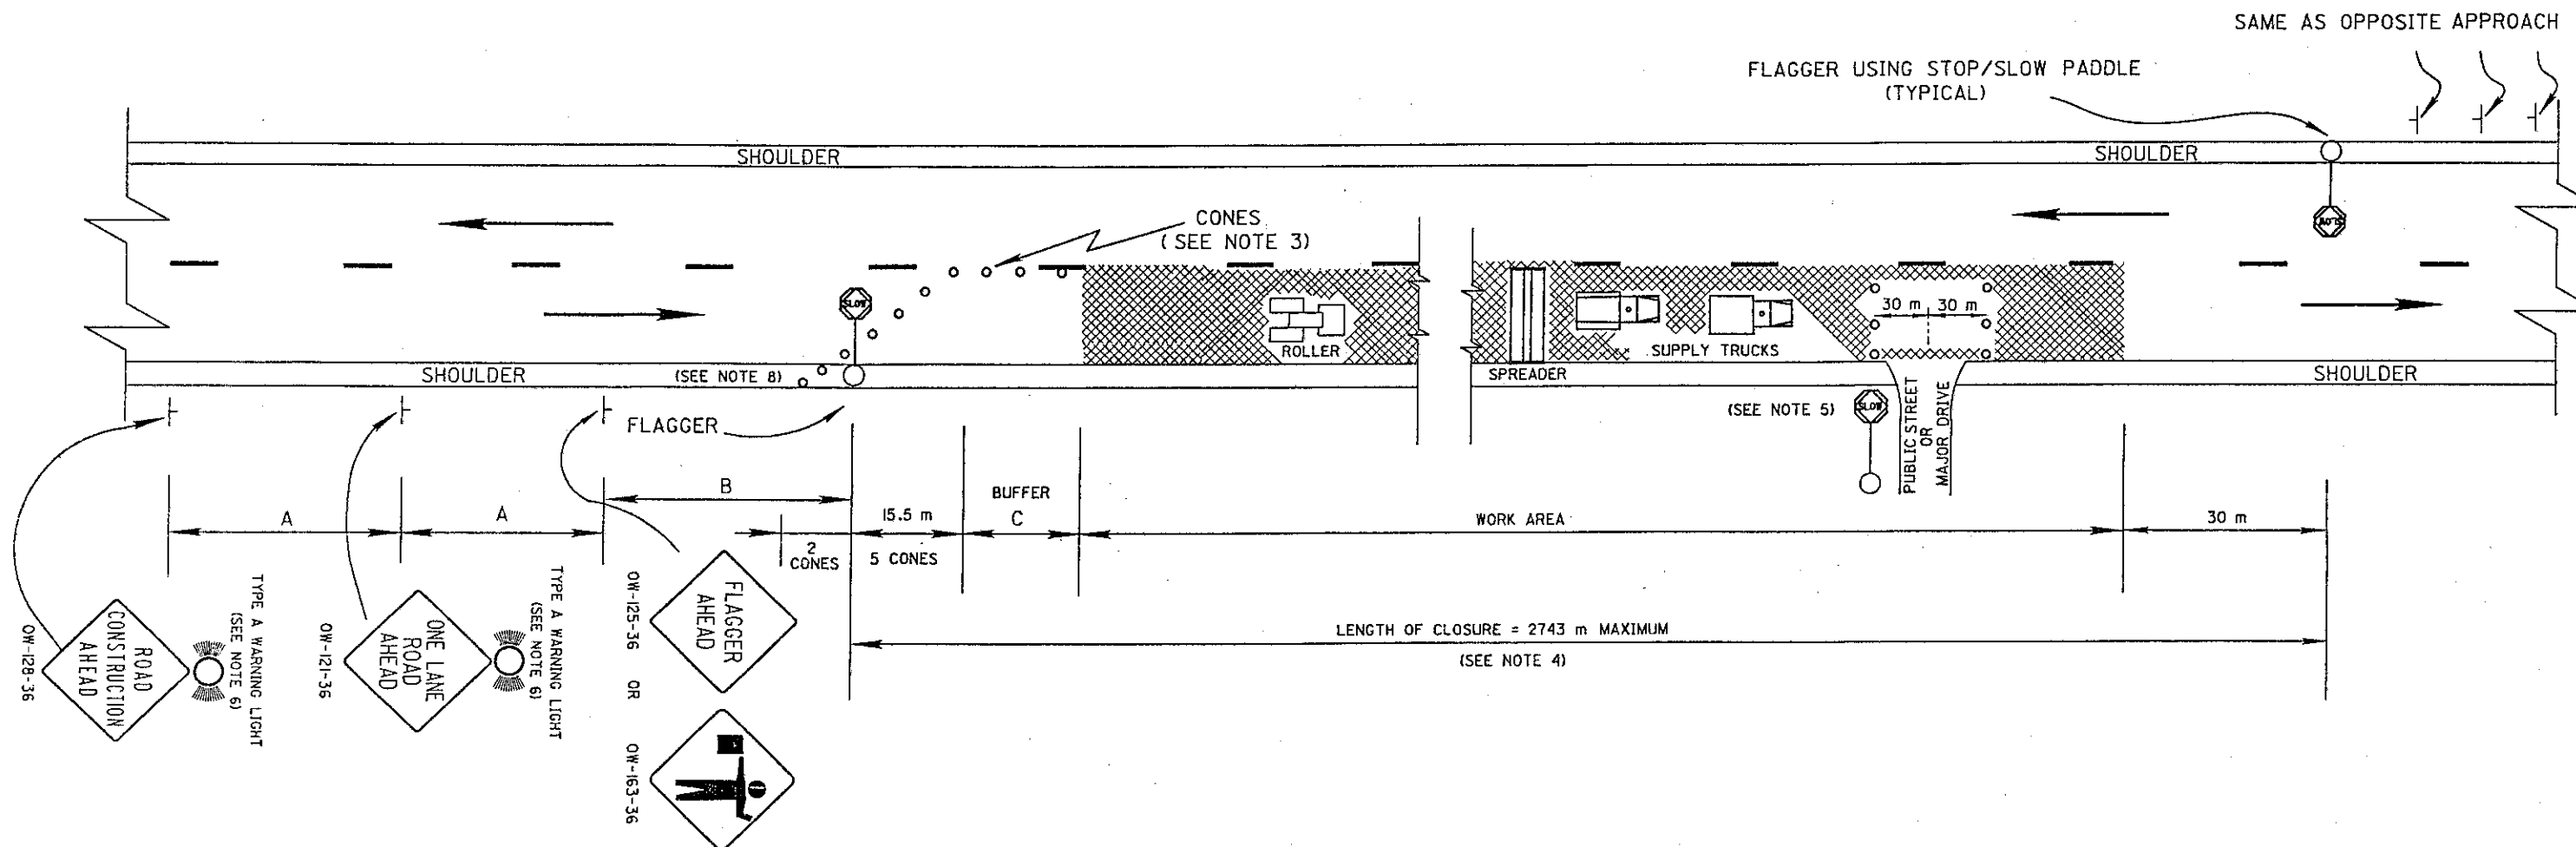 SAME AS OPPOSITE APPROACH
FLAGGER USING STOP/SLOW PADDLE
(TYPICAL)
SHOULDER
SHOULDER
CONES
(SEE NOTE 3)
SLOW
30 m
30 m
ROLLER
SUPPLY TRUCKS
SHOULDER
(SEE NOTE 8)
SPREADER
SHOULDER
FLAGGER
(SEE NOTE 5)
SLOW
PUBLIC STREET
OR
MAJOR DRIVE
A
A
B
2
CONES
15.5 m
5 CONES
BUFFER
C
WORK AREA
30 m
LENGTH OF CLOSURE = 2743 m MAXIMUM
(SEE NOTE 4)
ROAD
CONSTRUCTION
AHEAD
OW-128-36
TYPE A WARNING LIGHT
(SEE NOTE 6)
ONE LANE
ROAD
AHEAD
OW-121-36
TYPE A WARNING LIGHT
(SEE NOTE 6)
FLAGGER
AHEAD
OW-125-36
OR
OW-163-36